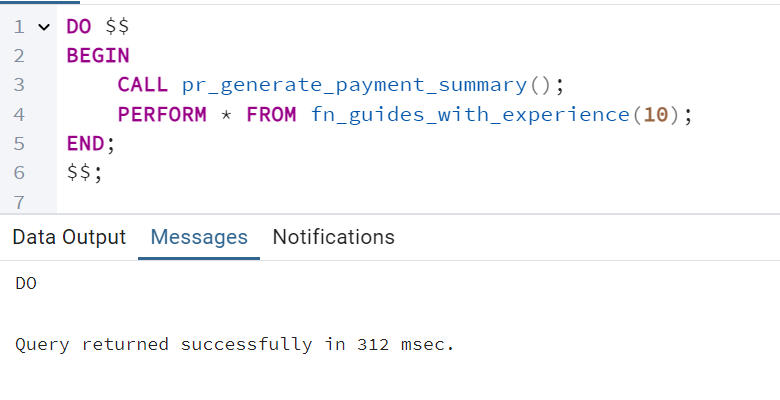 1 DO $$
2 BEGIN
3 CALL pr_generate_payment_summary();
4 PERFORM * FROM fn_guides_with_experience(10);
5 END;
6 $$;
7
Data Output Messages Notifications
DO
Query returned successfully in 312 msec.